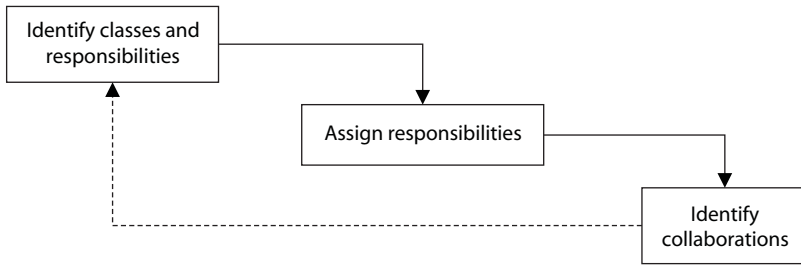 Identify classes and
responsibilities
Assign responsibilities
Identify
collaborations